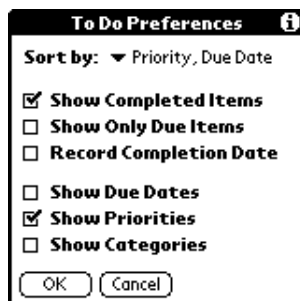 To Do Preferences i
Sort by: Priority, Due Date
Show Completed Items
Show Only Due Items
Record Completion Date
Show Due Dates
Show Priorities
Show Categories
OK Cancel